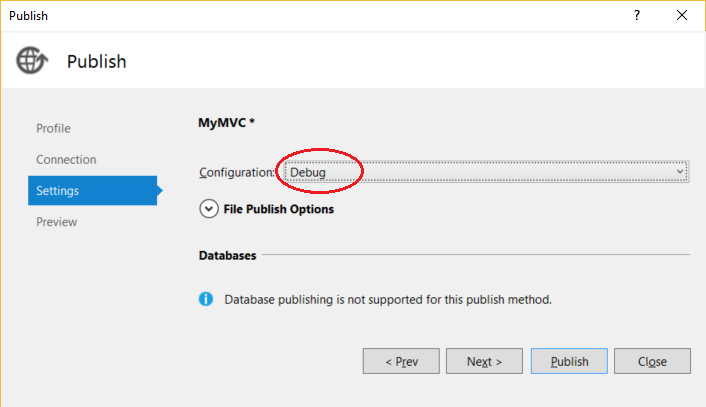 Publish
?
Publish
Profile
Connection
Settings
Preview
MyMVC *
Configuration: Debug
File Publish Options
Databases
Database publishing is not supported for this publish method.
< Prev Next > Publish Close